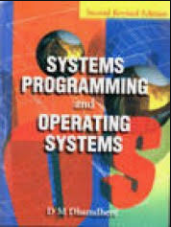 Second Revised Edition
SYSTEMS
PROGRAMMING
and
OPERATING
SYSTEMS
D M Dhamdhere